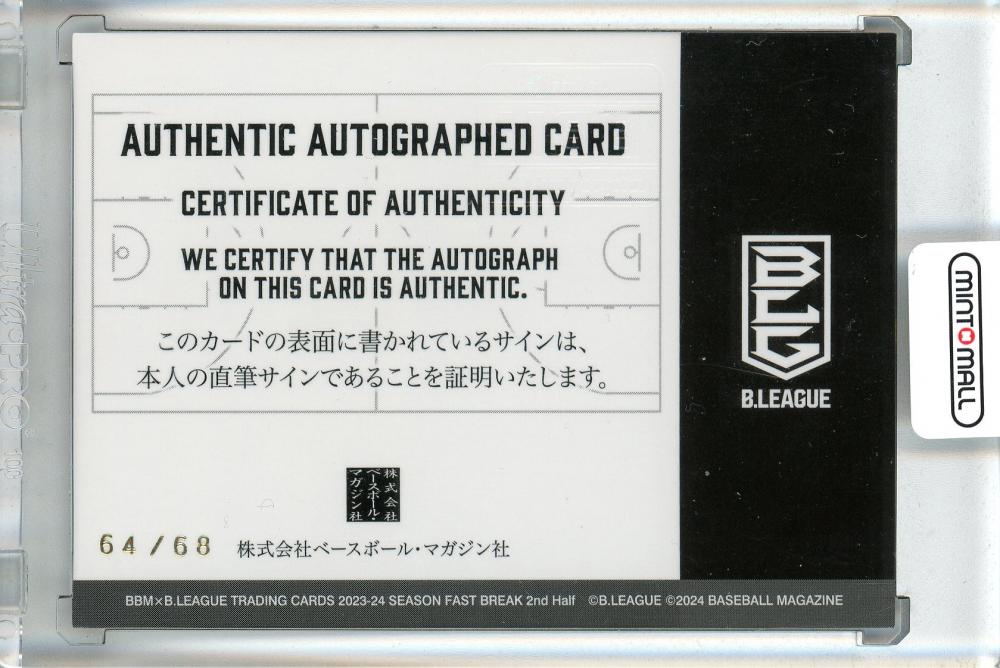 AUTHENTIC AUTOGRAPHED CARD
CERTIFICATE OF AUTHENTICITY
WE CERTIFY THAT THE AUTOGRAPH
ON THIS CARD IS AUTHENTIC.
このカードの表面に書かれているサインは、
本人の直筆サインであることを証明いたします。
株式会社
ベースボール・
マガジン社
64/68 株式会社ベースボール・マガジン社
B.LEAGUE
BBM×B.LEAGUE TRADING CARDS 2023-24 SEASON FAST BREAK 2nd Half ©B.LEAGUE ©2024 BASEBALL MAGAZINE
MINT MALL
Ultra PRO